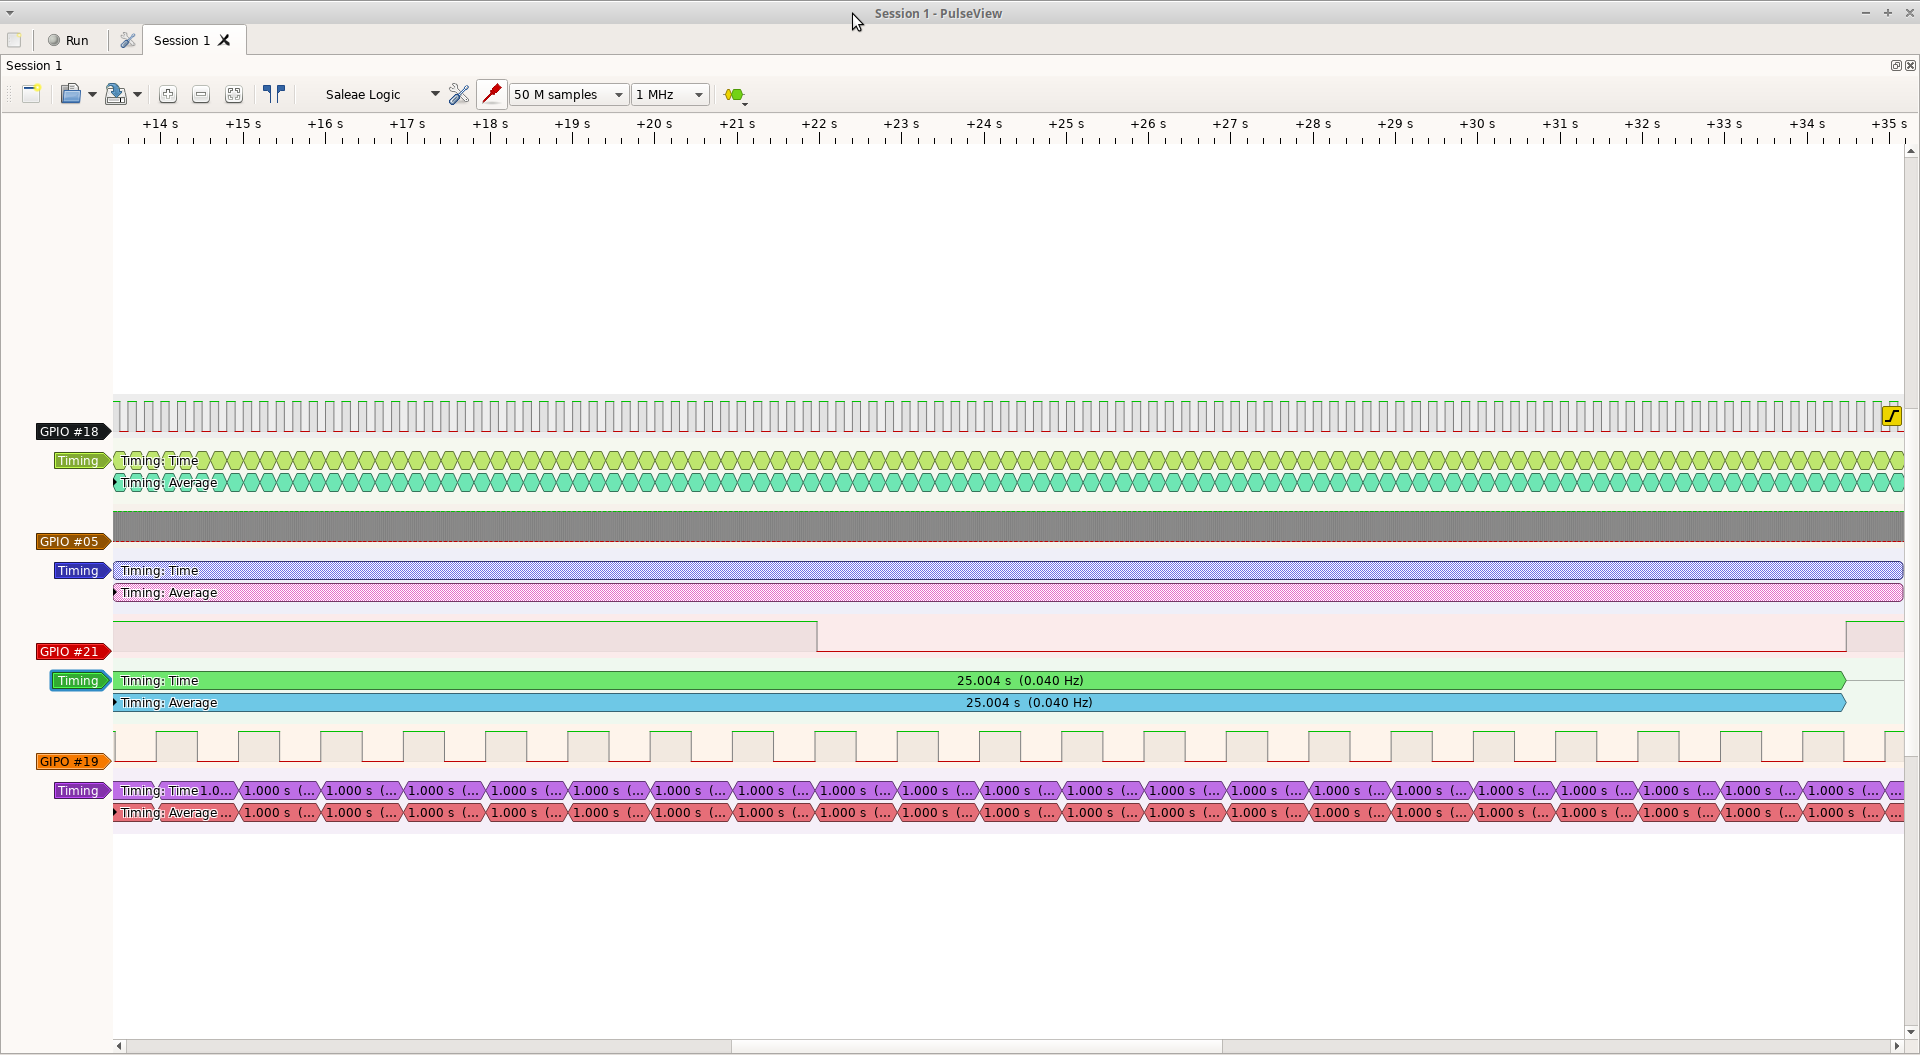 Session 1 - PulseView
Run
Session 1
Session 1
Saleae Logic 50 M samples 1 MHz
+14 s +15 s +16 s +17 s +18 s +19 s +20 s +21 s +22 s +23 s +24 s +25 s +26 s +27 s +28 s +29 s +30 s +31 s +32 s +33 s +34 s +35 s
GPIO #18
Timing Timing: Time
Timing: Average
GPIO #05
Timing Timing: Time
Timing: Average
GPIO #21
Timing Timing: Time 25.004 s (0.040 Hz)
Timing: Average 25.004 s (0.040 Hz)
GIPO #19
Timing Timing: Time 1.0... 1.000 s (... 1.000 s (... 1.000 s (... 1.000 s (... 1.000 s (... 1.000 s (... 1.000 s (... 1.000 s (... 1.000 s (... 1.000 s (... 1.000 s (... 1.000 s (... 1.000 s (... 1.000 s (... 1.000 s (... 1.000 s (... 1.000 s (... 1.000 s (... 1.000 s (... 1.000 s (... ...
Timing: Average ... 1.000 s (... 1.000 s (... 1.000 s (... 1.000 s (... 1.000 s (... 1.000 s (... 1.000 s (... 1.000 s (... 1.000 s (... 1.000 s (... 1.000 s (... 1.000 s (... 1.000 s (... 1.000 s (... 1.000 s (... 1.000 s (... 1.000 s (... 1.000 s (... 1.000 s (... 1.000 s (... ...